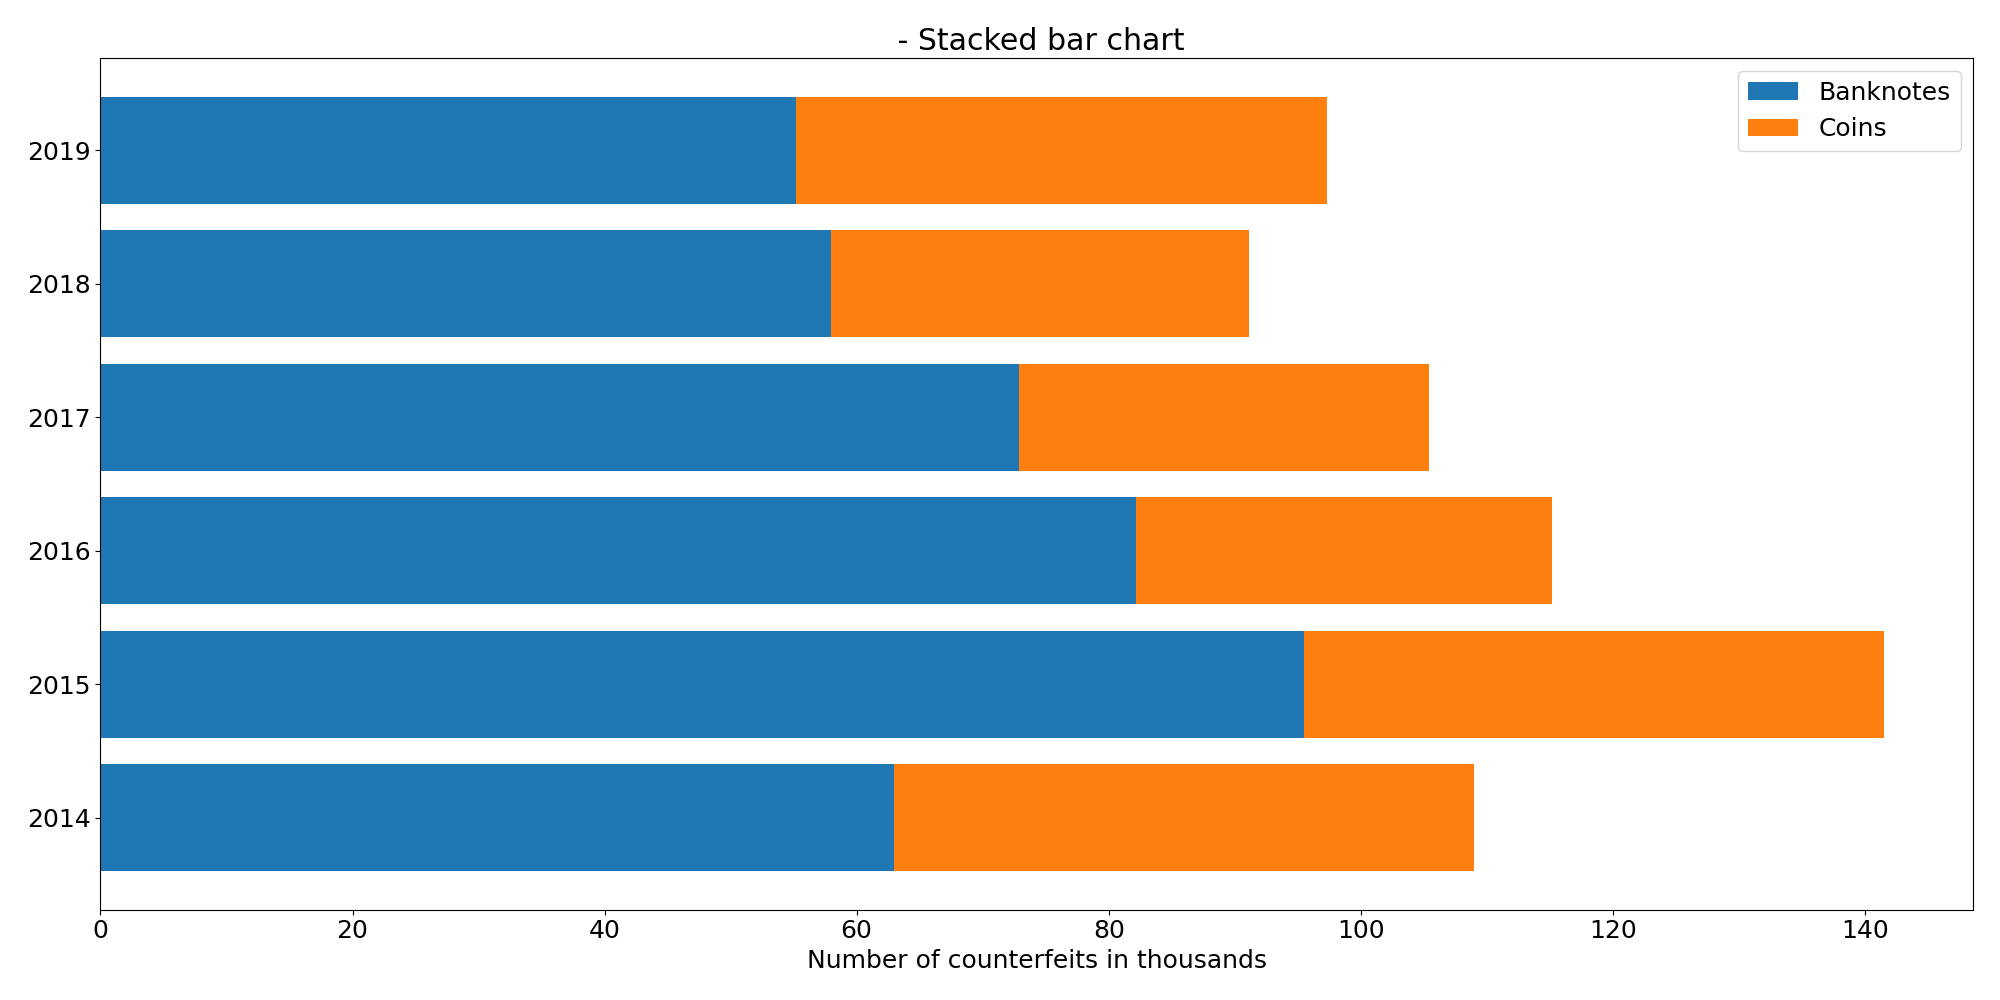 - Stacked bar chart
Banknotes
Coins
2019
2018
2017
2016
2015
2014
0 20 40 60 80 100 120 140
Number of counterfeits in thousands